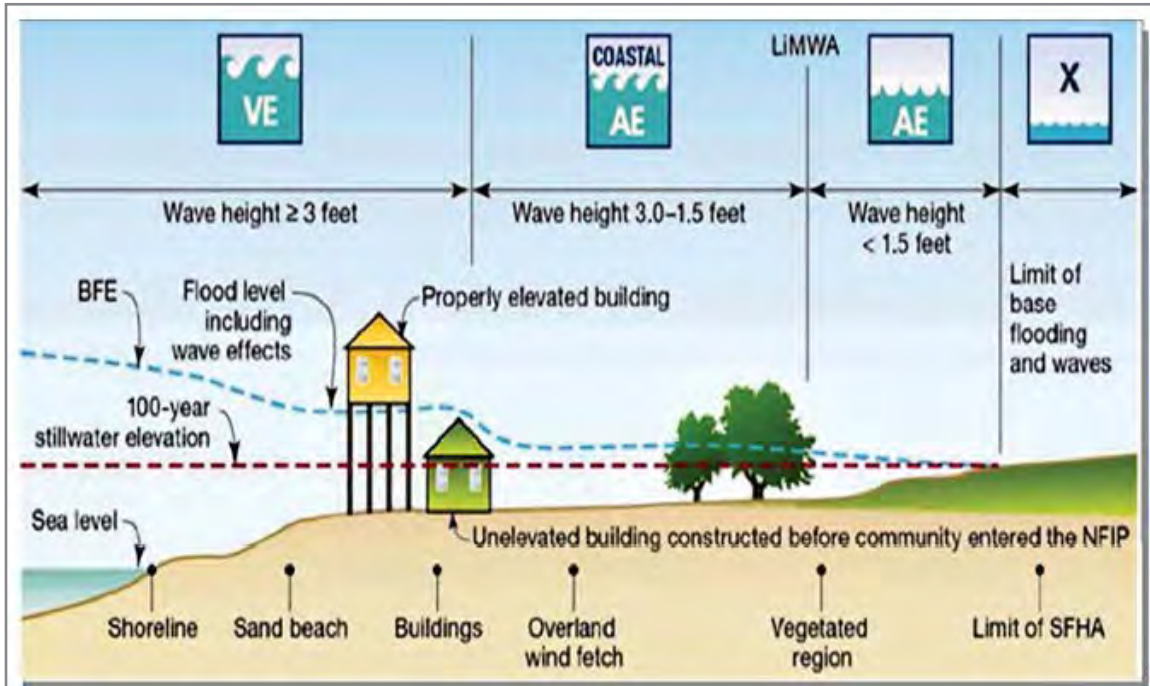 VE
COASTAL
AE
LiMWA
AE
X
Wave height ≥ 3 feet
Wave height 3.0–1.5 feet
Wave height
< 1.5 feet
BFE
Flood level
including
wave effects
Properly elevated building
Limit of
base
flooding
and waves
100-year
stillwater elevation
Sea level
Unelevated building constructed before community entered the NFIP
Shoreline
Sand beach
Buildings
Overland
wind fetch
Vegetated
region
Limit of SFHA